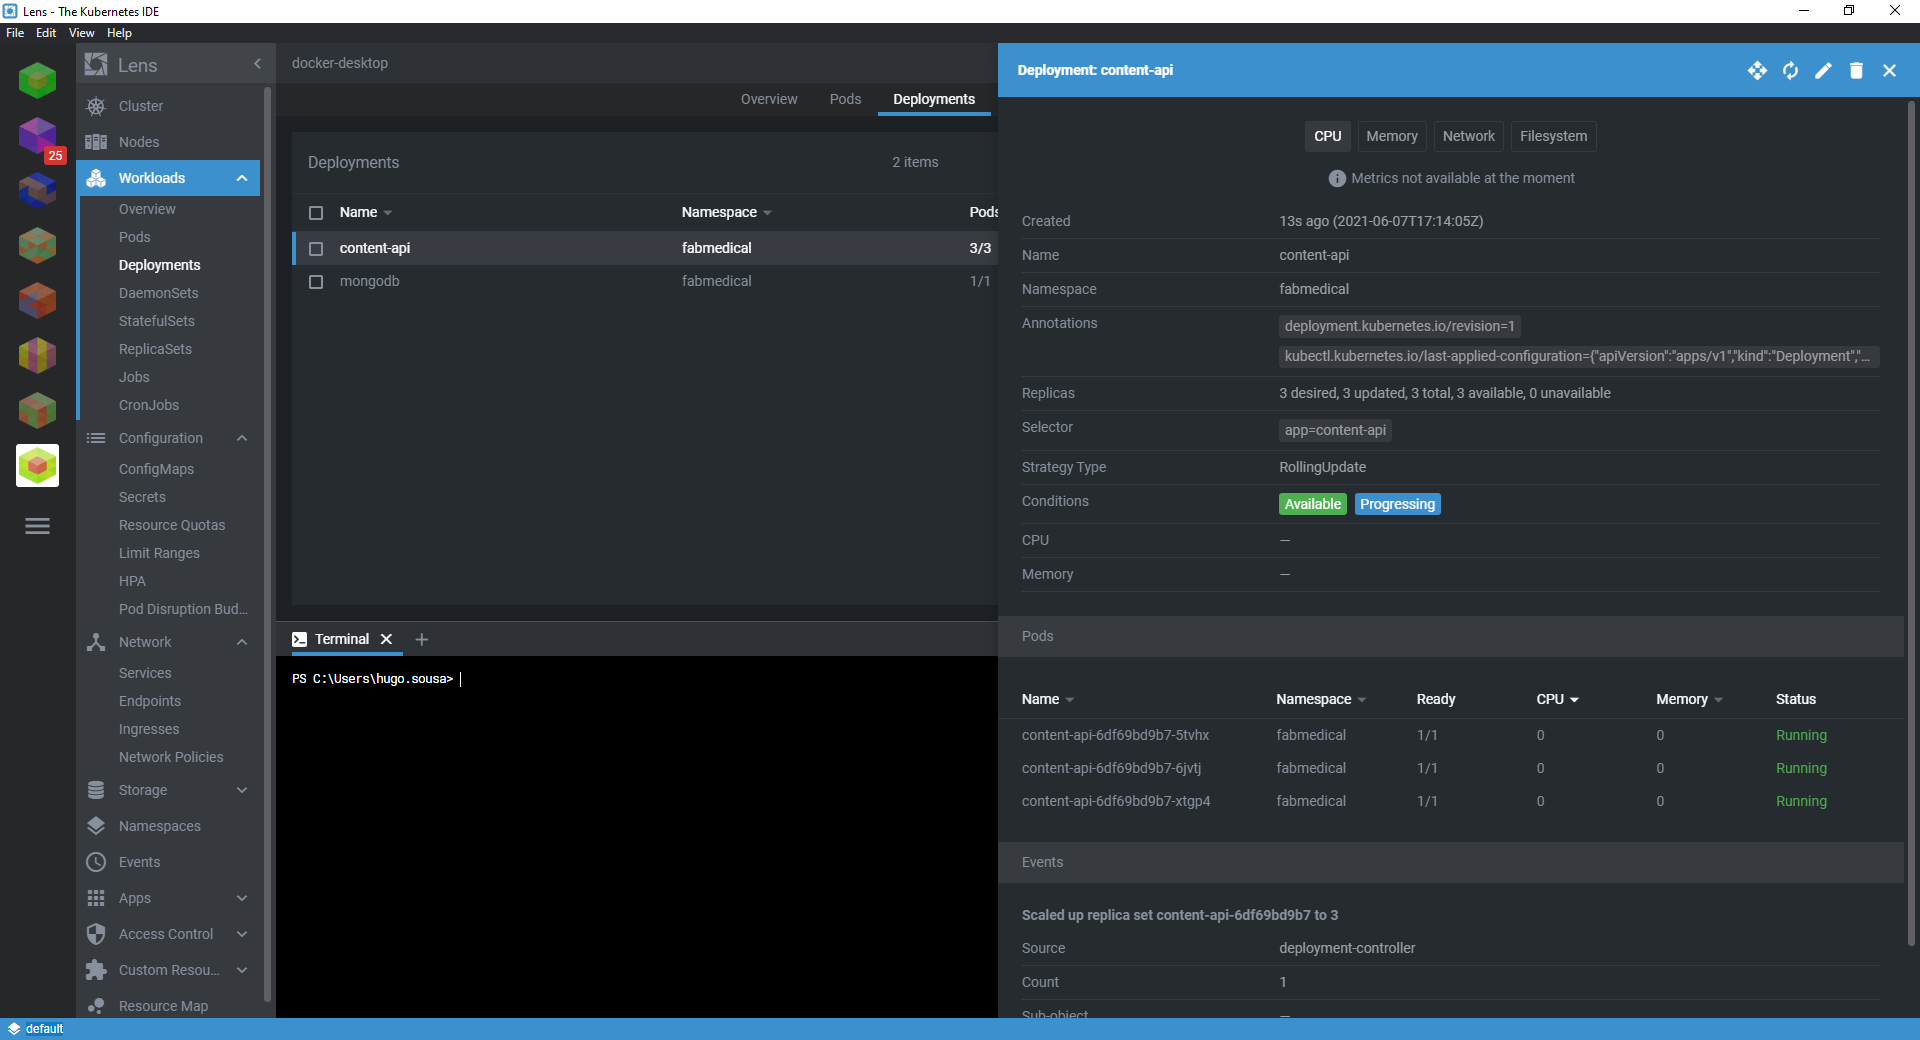 Lens - The Kubernetes IDE
File Edit View Help
25
Lens
Cluster
Nodes
Workloads
Overview
Pods
Deployments
DaemonSets
StatefulSets
ReplicaSets
Jobs
CronJobs
Configuration
ConfigMaps
Secrets
Resource Quotas
Limit Ranges
HPA
Pod Disruption Bud...
Network
Services
Endpoints
Ingresses
Network Policies
Storage
Namespaces
Events
Apps
Access Control
Custom Resou...
Resource Map
docker-desktop
Overview Pods Deployments
Deployments 2 items
Name Namespace Pods
content-api fabmedical 3/3
mongodb fabmedical 1/1
Terminal
PS C:\Users\hugo.sousa>
Deployment: content-api
CPU Memory Network Filesystem
Metrics not available at the moment
Created 13s ago (2021-06-07T17:14:05Z)
Name content-api
Namespace fabmedical
Annotations deployment.kubernetes.io/revision=1
kubectl.kubernetes.io/last-applied-configuration={"apiVersion":"apps/v1","kind":"Deployment","...
Replicas 3 desired, 3 updated, 3 total, 3 available, 0 unavailable
Selector app=content-api
Strategy Type RollingUpdate
Conditions Available Progressing
CPU —
Memory —
Pods
Name Namespace Ready CPU Memory Status
content-api-6df69bd9b7-5tvhx fabmedical 1/1 0 0 Running
content-api-6df69bd9b7-6jvtj fabmedical 1/1 0 0 Running
content-api-6df69bd9b7-xtgp4 fabmedical 1/1 0 0 Running
Events
Scaled up replica set content-api-6df69bd9b7 to 3
Source deployment-controller
Count 1
Sub-object —
default